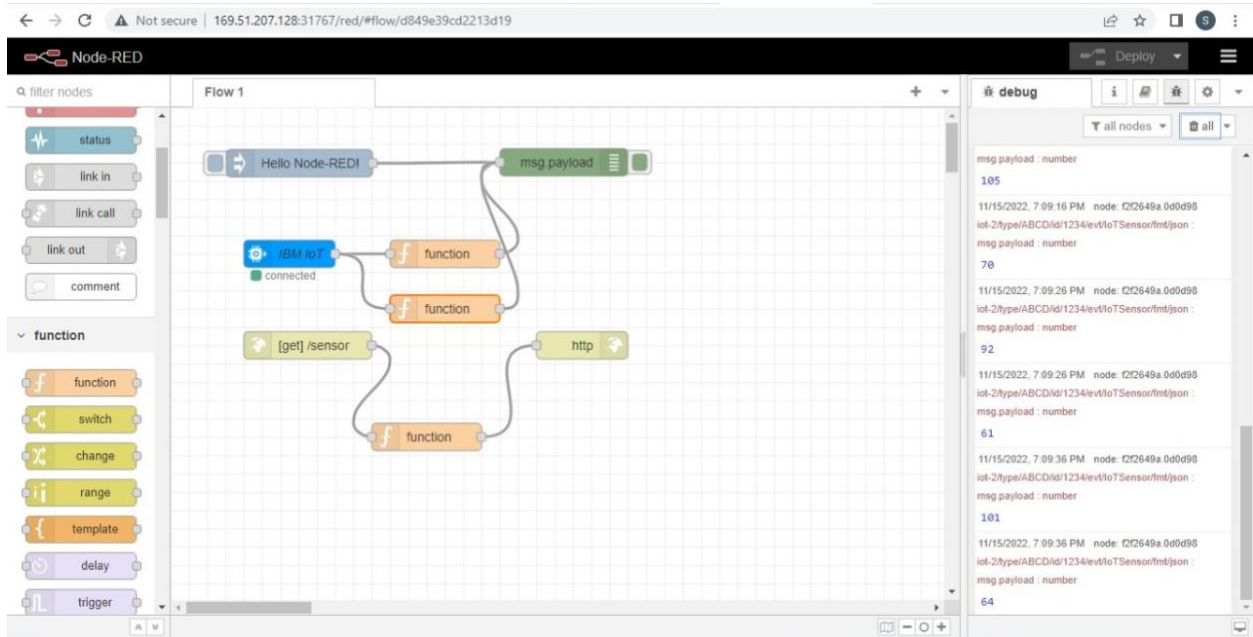 Not secure | 169.51.207.128:31767/red/#flow/d849e39cd2213d19
S
Node-RED
Deploy
filter nodes
status
link in
link call
link out
comment
function
function
switch
change
range
template
delay
trigger
Flow 1
Hello Node-RED!
msg.payload
IBM IoT
connected
function
function
[get] /sensor
http
function
debug
i
all nodes
all
msg.payload : number
105
11/15/2022, 7:09:16 PM node: f2f2649a.0d0d98
iot-2/type/ABCD/id/1234/evt/IoTSensor/fmt/json :
msg.payload : number
70
11/15/2022, 7:09:26 PM node: f2f2649a.0d0d98
iot-2/type/ABCD/id/1234/evt/IoTSensor/fmt/json :
msg.payload : number
92
11/15/2022, 7:09:26 PM node: f2f2649a.0d0d98
iot-2/type/ABCD/id/1234/evt/IoTSensor/fmt/json :
msg.payload : number
61
11/15/2022, 7:09:36 PM node: f2f2649a.0d0d98
iot-2/type/ABCD/id/1234/evt/IoTSensor/fmt/json :
msg.payload : number
101
11/15/2022, 7:09:36 PM node: f2f2649a.0d0d98
iot-2/type/ABCD/id/1234/evt/IoTSensor/fmt/json :
msg.payload : number
64